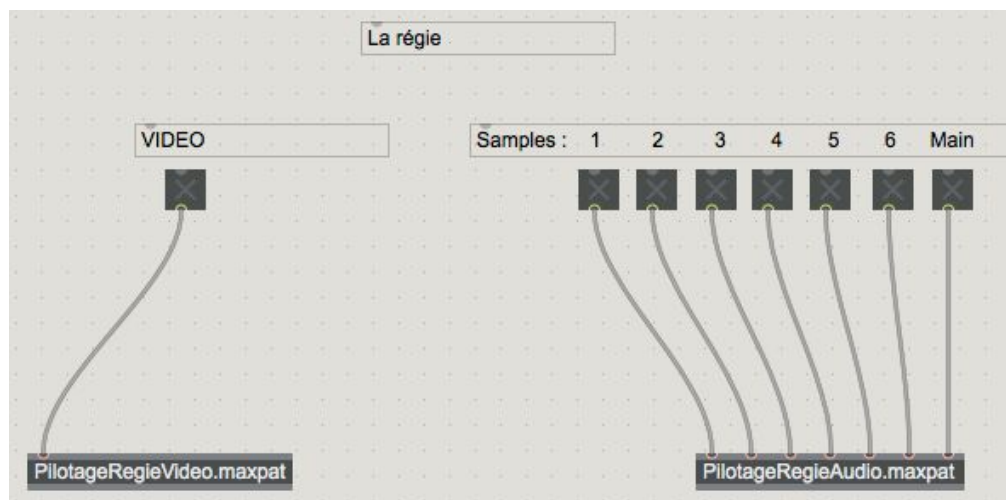 La régie
VIDEO
Samples : 1 2 3 4 5 6 Main
PilotageRegieVideo.maxpat
PilotageRegieAudio.maxpat